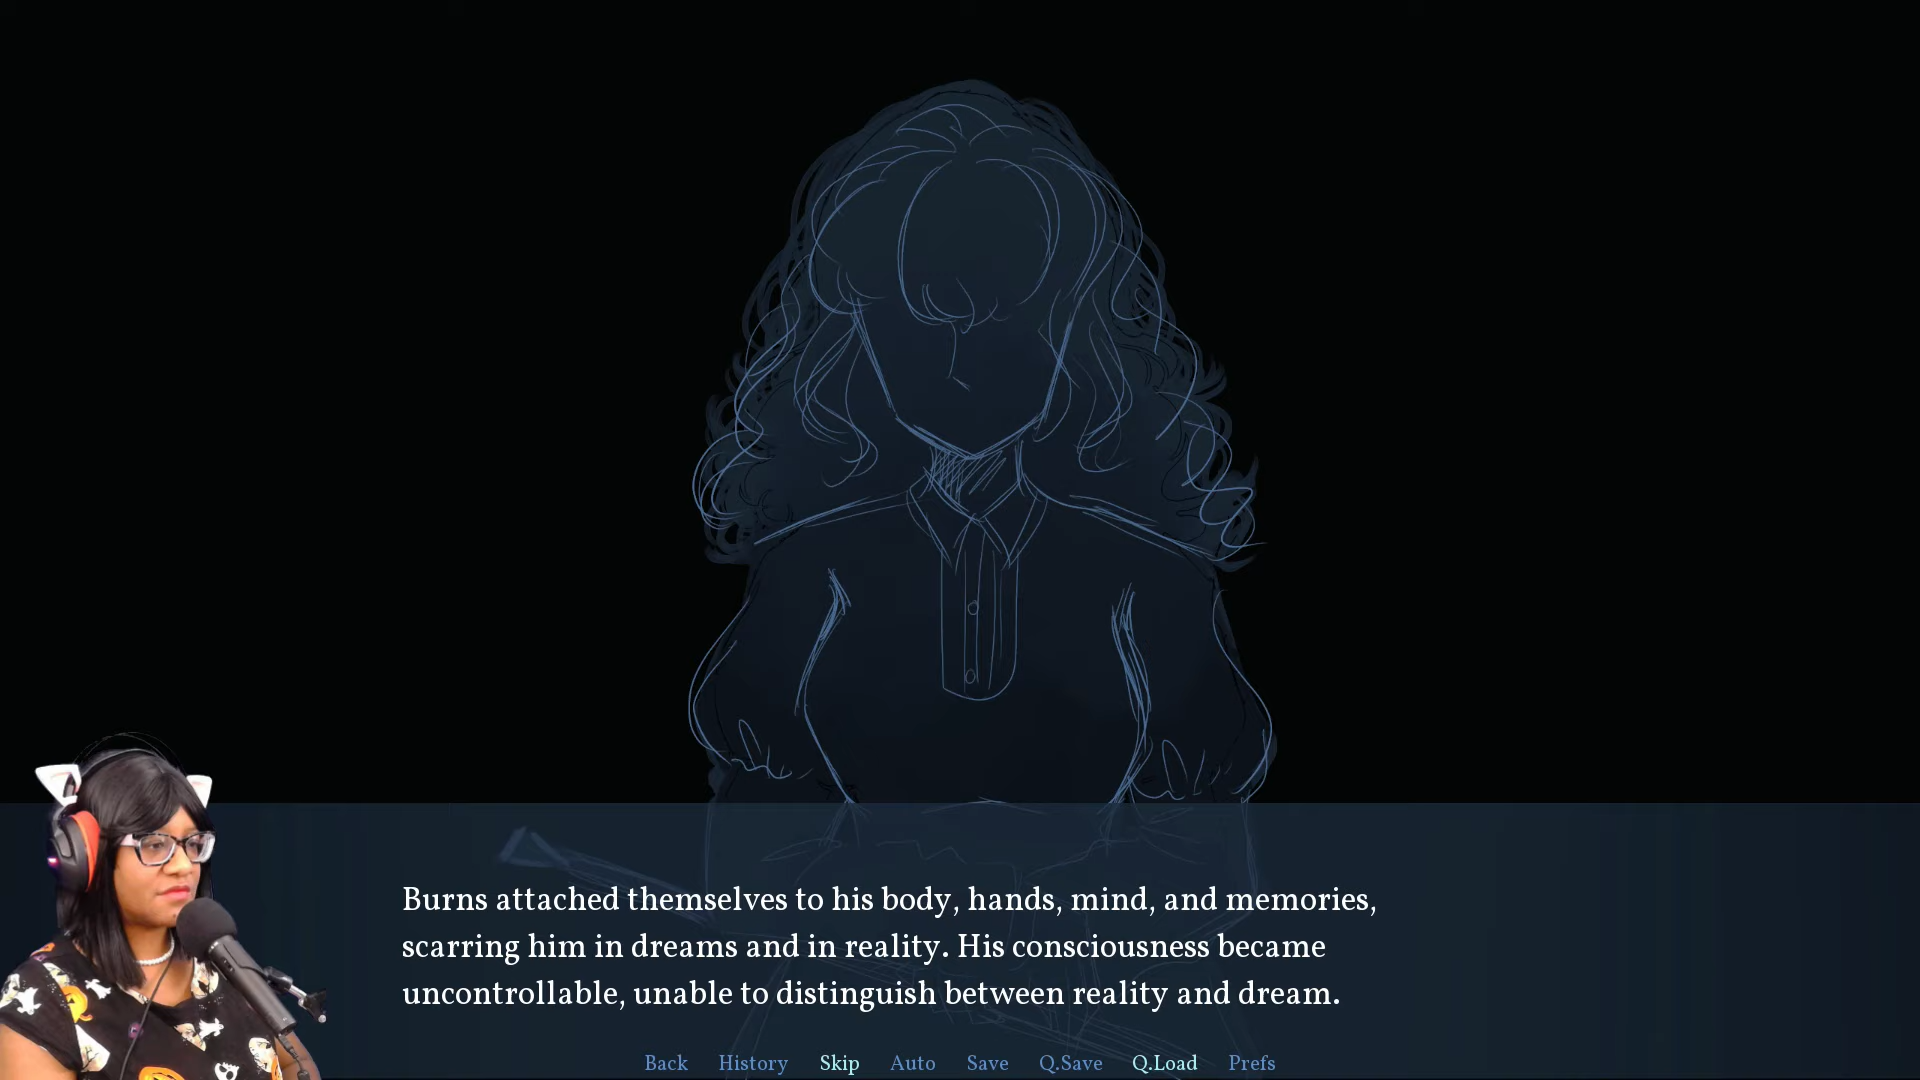 Burns attached themselves to his body, hands, mind, and memories,
scarring him in dreams and in reality. His consciousness became
uncontrollable, unable to distinguish between reality and dream.
Back History Skip Auto Save Q.Save Q.Load Prefs